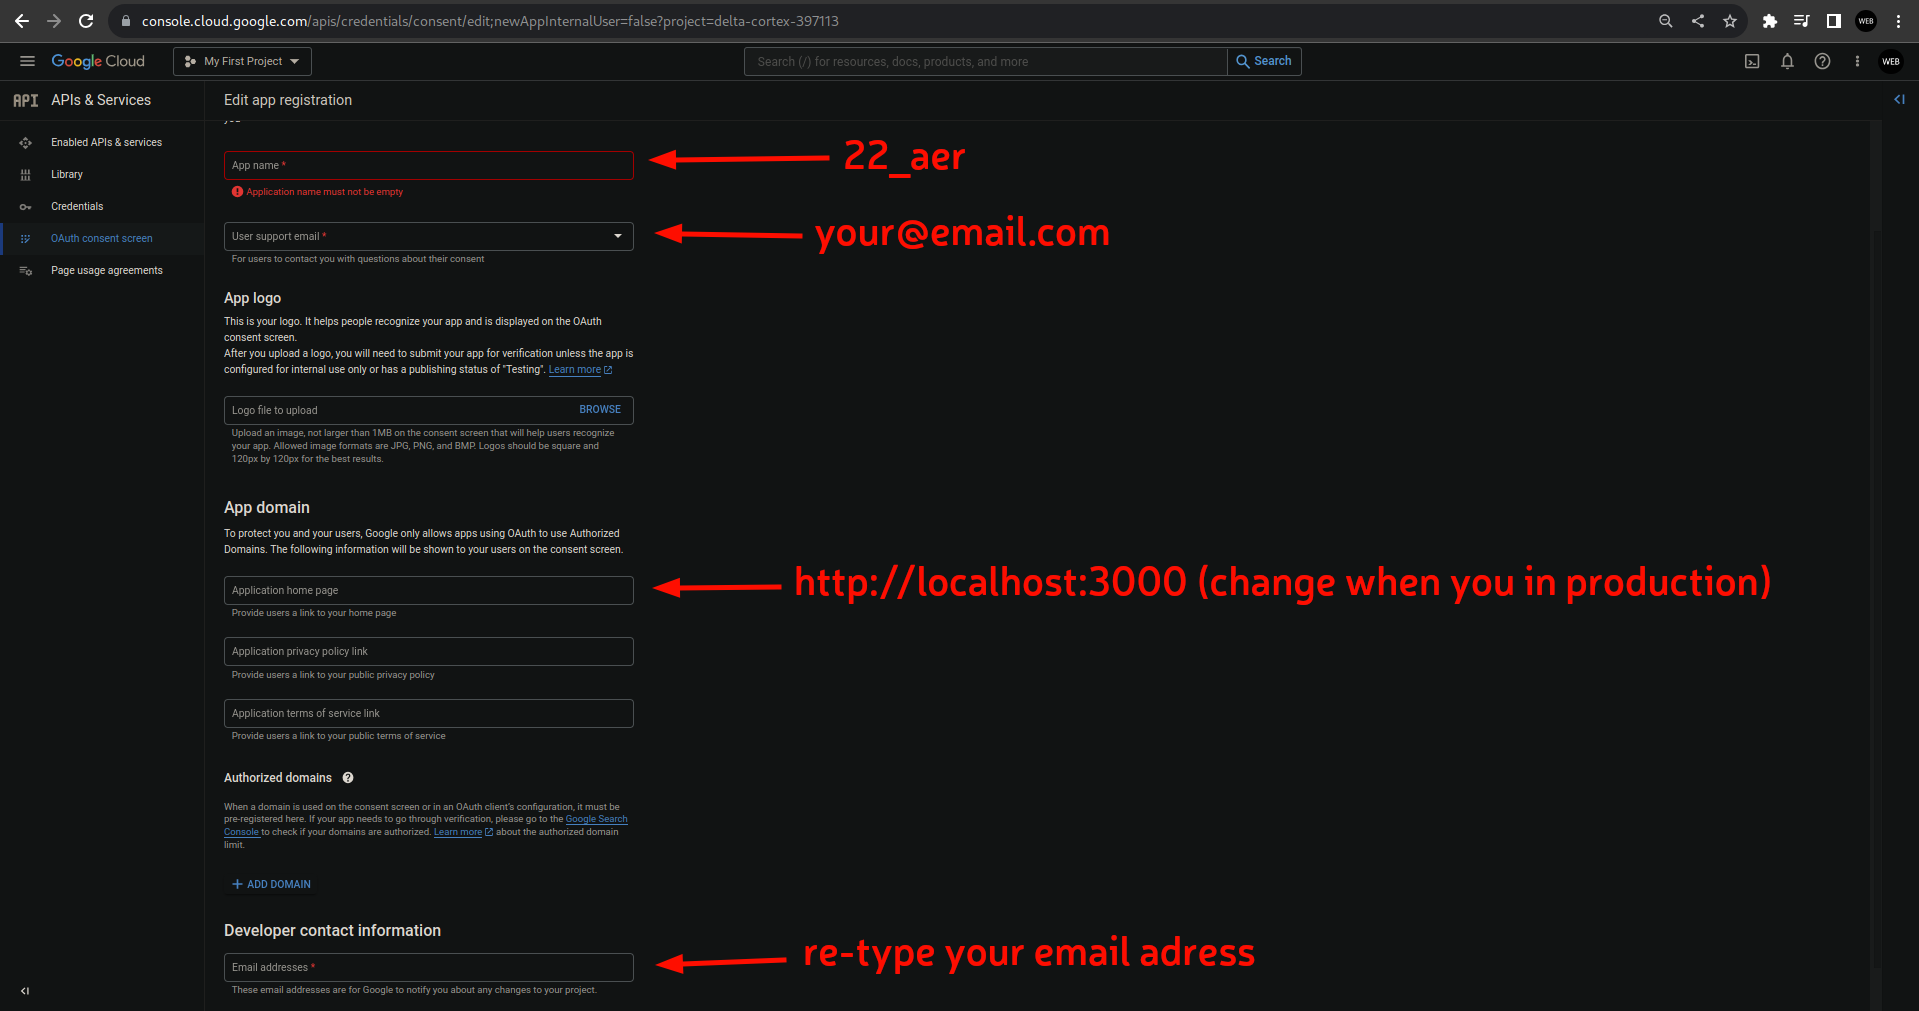 console.cloud.google.com/apis/credentials/consent/edit;newAppInternalUser=false?project=delta-cortex-397113
WEB
Google Cloud
My First Project
Search (/) for resources, docs, products, and more
Search
WEB
API APIs & Services
Edit app registration
you
Enabled APIs & services
Library
Credentials
OAuth consent screen
Page usage agreements
App name *
22_aer
Application name must not be empty
User support email *
your@email.com
For users to contact you with questions about their consent
App logo
This is your logo. It helps people recognize your app and is displayed on the OAuth
consent screen.
After you upload a logo, you will need to submit your app for verification unless the app is
configured for internal use only or has a publishing status of "Testing". Learn more
Logo file to upload
BROWSE
Upload an image, not larger than 1MB on the consent screen that will help users recognize
your app. Allowed image formats are JPG, PNG, and BMP. Logos should be square and
120px by 120px for the best results.
App domain
To protect you and your users, Google only allows apps using OAuth to use Authorized
Domains. The following information will be shown to your users on the consent screen.
Application home page
http://localhost:3000 (change when you in production)
Provide users a link to your home page
Application privacy policy link
Provide users a link to your public privacy policy
Application terms of service link
Provide users a link to your public terms of service
Authorized domains
When a domain is used on the consent screen or in an OAuth client's configuration, it must be
pre-registered here. If your app needs to go through verification, please go to the Google Search
Console to check if your domains are authorized. Learn more about the authorized domain
limit.
+ ADD DOMAIN
Developer contact information
Email addresses *
re-type your email adress
These email addresses are for Google to notify you about any changes to your project.